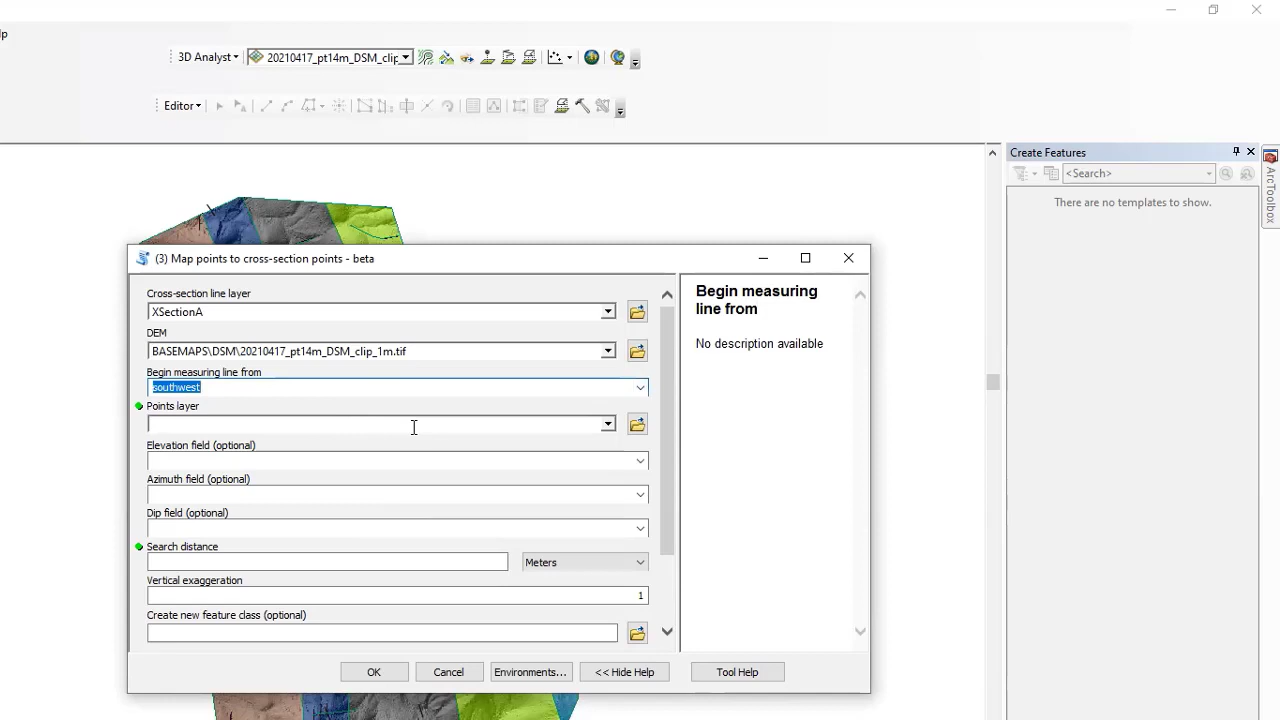 lp
3D Analyst
20210417_pt14m_DSM_clip
Editor
Create Features
<Search>
There are no templates to show.
ArcToolbox
(3) Map points to cross-section points - beta
Cross-section line layer
XSectionA
DEM
BASEMAPS\DSM\20210417_pt14m_DSM_clip_1m.tif
Begin measuring line from
southwest
Points layer
Elevation field (optional)
Azimuth field (optional)
Dip field (optional)
Search distance
Meters
Vertical exaggeration
1
Create new feature class (optional)
Begin measuring
line from
No description available
OK
Cancel
Environments...
<< Hide Help
Tool Help